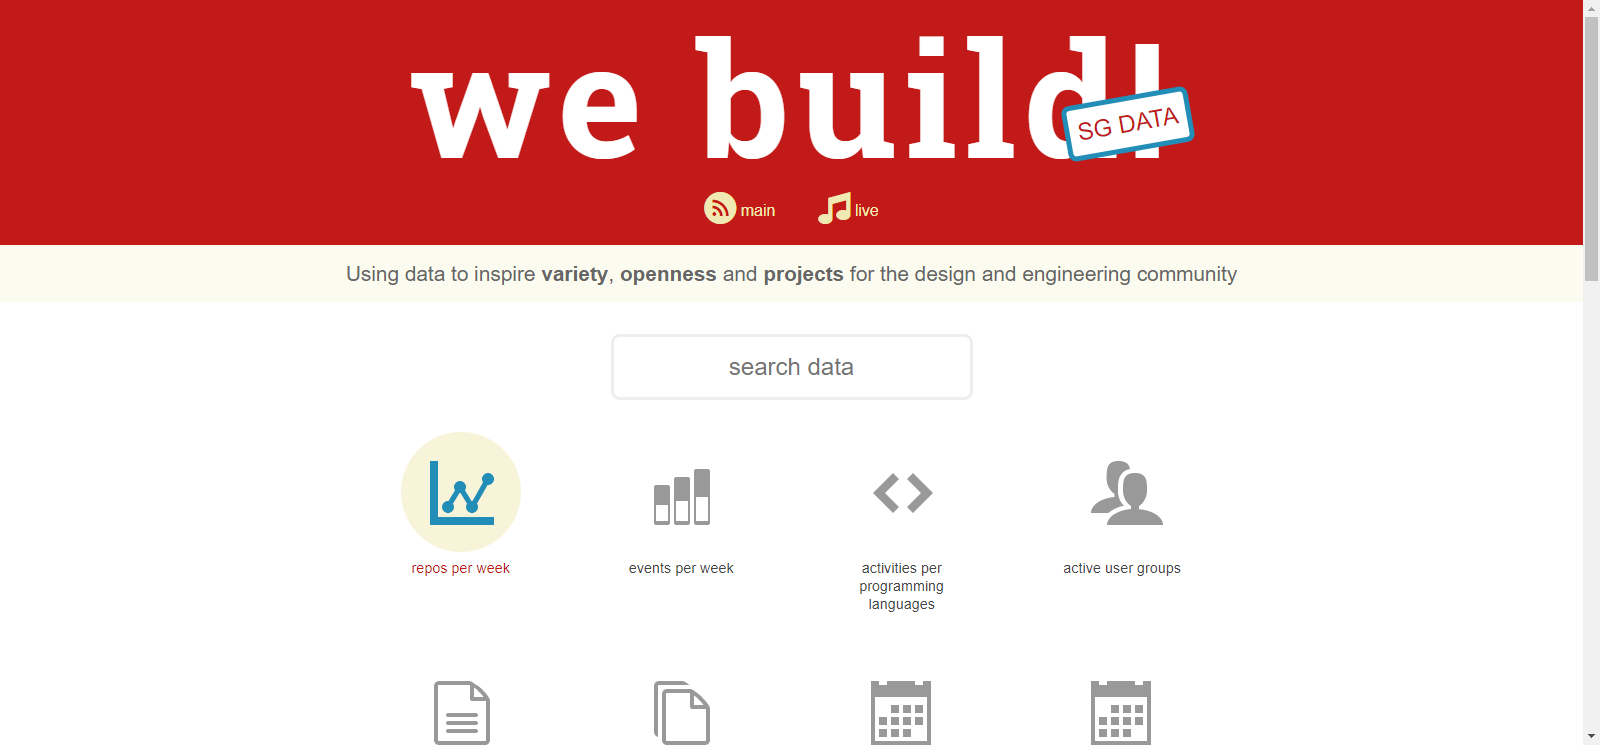 we build!
SG DATA
main
live
Using data to inspire variety, openness and projects for the design and engineering community
search data
repos per week
events per week
activities per
programming
languages
active user groups